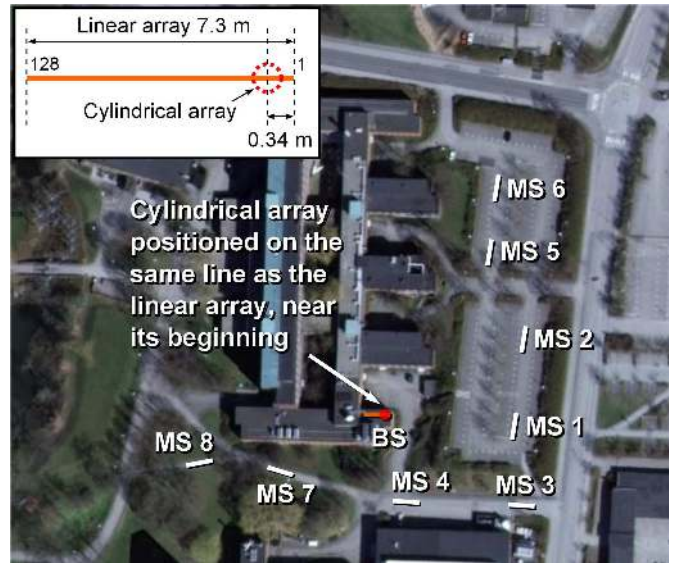 Linear array 7.3 m
128
1
Cylindrical array
0.34 m
Cylindrical array
positioned on the
same line as the
linear array, near
its beginning
MS 6
MS 5
MS 2
MS 1
BS
MS 8
MS 7
MS 4
MS 3